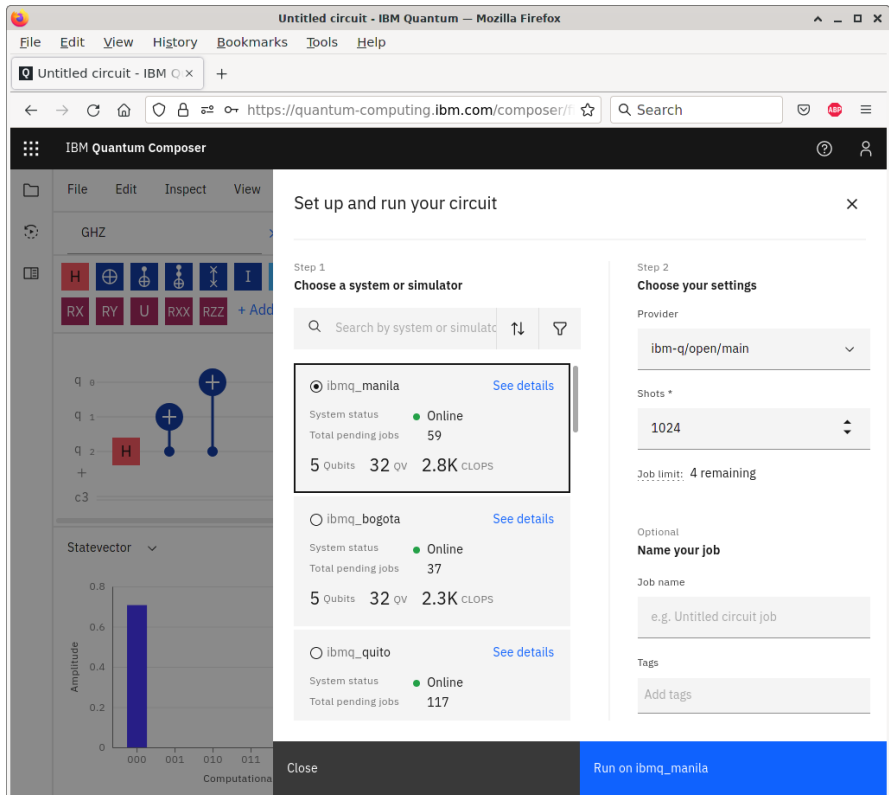 Untitled circuit - IBM Quantum — Mozilla Firefox
File Edit View History Bookmarks Tools Help
Untitled circuit - IBM Q
https://quantum-computing.ibm.com/composer/f
Search
ABP
IBM Quantum Composer
File Edit Inspect View
GHZ
H I
RX RY U RXX RZZ + Add
q 0
q 1
q 2 H
+
c3
Statevector
0.8
0.6
0.4
0.2
0
Amplitude
000 001 010 011
Computationa
Set up and run your circuit
Step 1
Choose a system or simulator
Search by system or simulato
ibmq_manila See details
System status Online
Total pending jobs 59
5 Qubits 32 QV 2.8K CLOPS
ibmq_bogota See details
System status Online
Total pending jobs 37
5 Qubits 32 QV 2.3K CLOPS
ibmq_quito See details
System status Online
Total pending jobs 117
Step 2
Choose your settings
Provider
ibm-q/open/main
Shots *
1024
Job limit: 4 remaining
Optional
Name your job
Job name
e.g. Untitled circuit job
Tags
Add tags
Close
Run on ibmq_manila